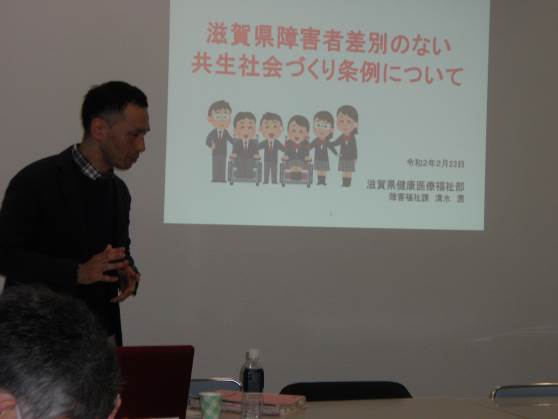 滋賀県障害者差別のない
共生社会づくり条例について
令和2年2月23日
滋賀県健康医療福祉部
障害福祉課 清水